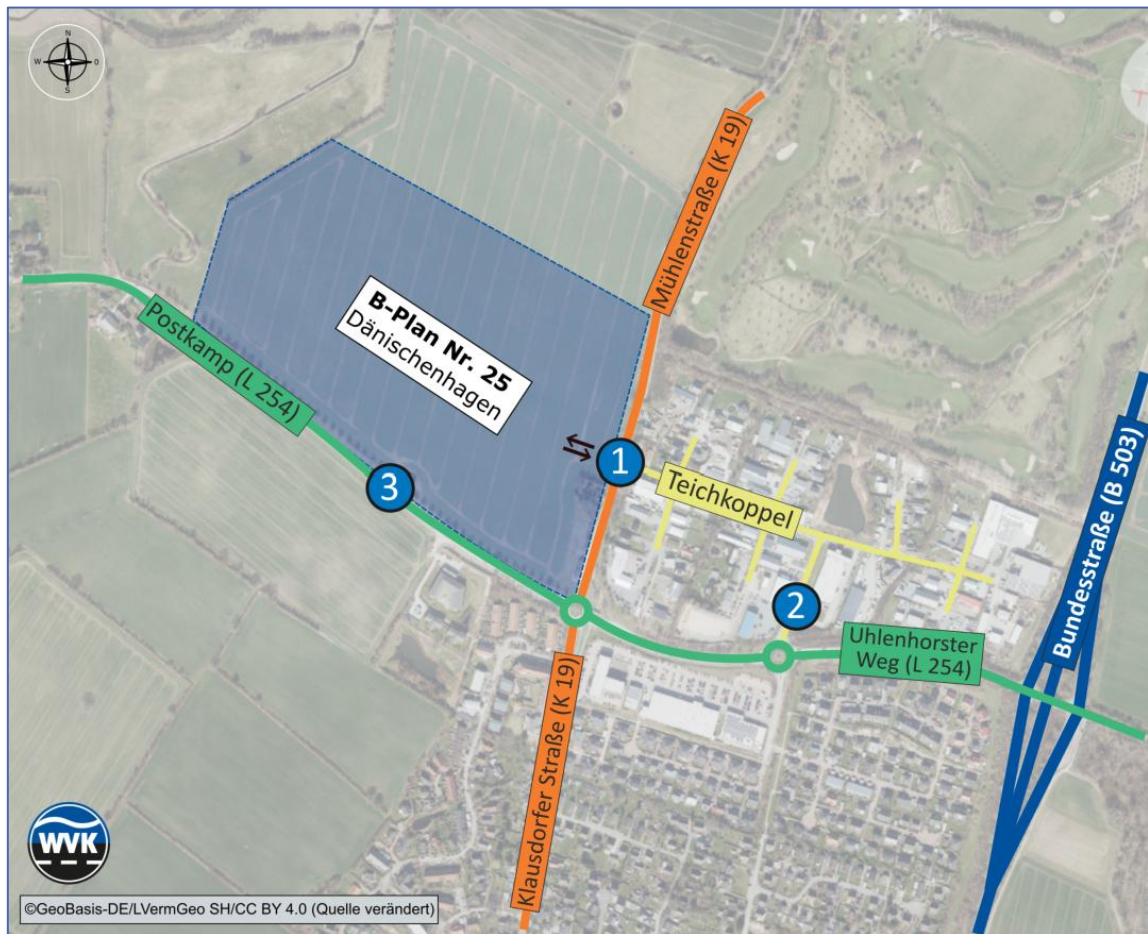 N
W
O
S
Mühlenstraße (K 19)
B-Plan Nr. 25
Dänischenhagen
Postkamp (L 254)
1
Teichkoppel
3
2
Bundesstraße (B 503)
Uhlenhorster
Weg (L 254)
Klausdorfer Straße (K 19)
WVK
©GeoBasis-DE/LVermGeo SH/CC BY 4.0 (Quelle verändert)